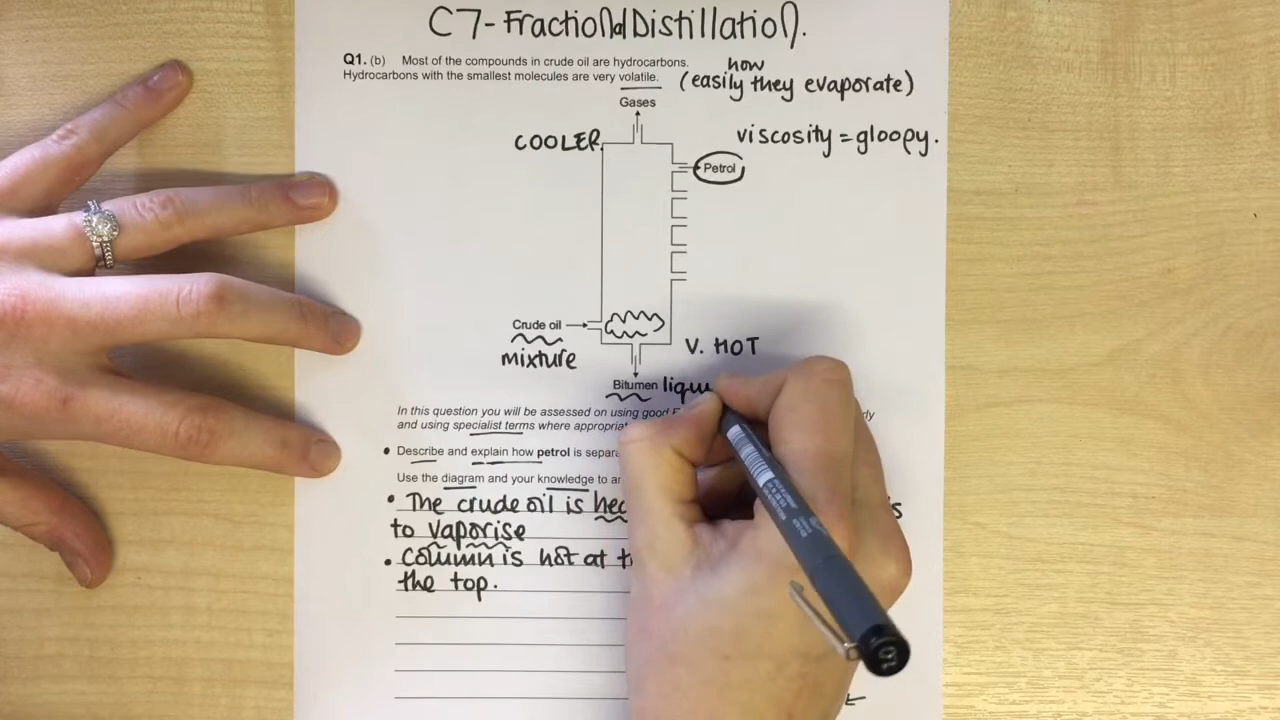 C7-Fractional Distillation.
Q1. (b) Most of the compounds in crude oil are hydrocarbons.
how
Hydrocarbons with the smallest molecules are very volatile. (easily they evaporate)
Gases
COOLER. viscosity = gloopy.
Petrol
Crude oil
mixture V. HOT
Bitumen
In this question you will be assessed on using good
and using specialist terms where
• Describe and explain how petrol is
Use the diagram and your knowledge to
• The crude oil is
to vaporise
• column is hot at
the top.
0.5